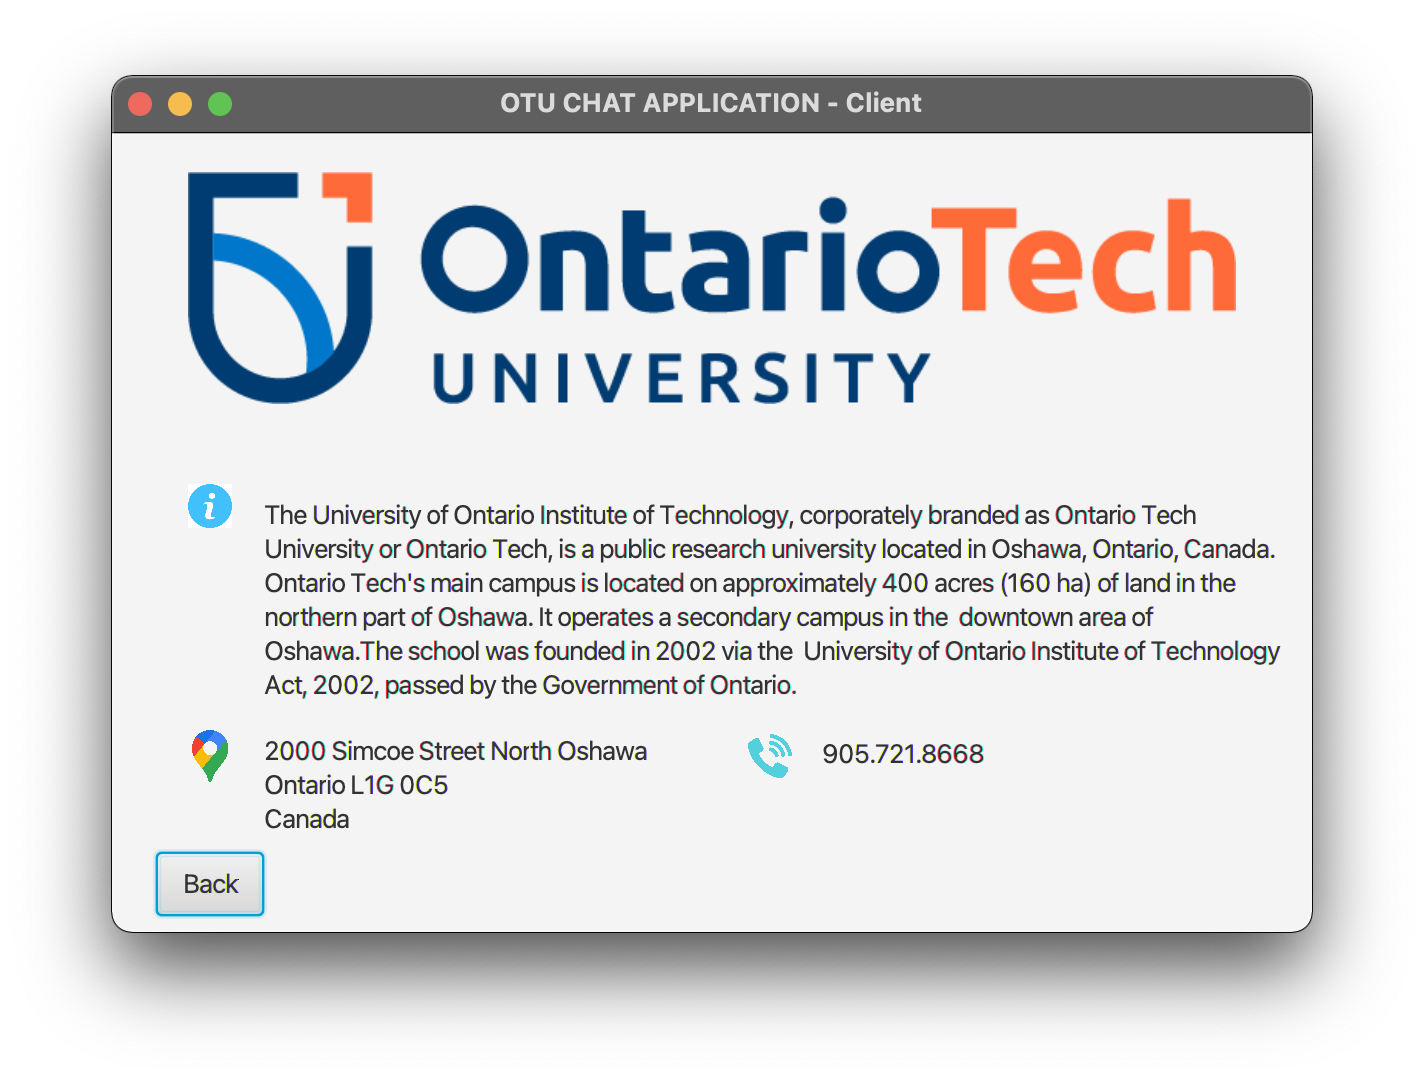 OTU CHAT APPLICATION - Client
OntarioTech
UNIVERSITY
The University of Ontario Institute of Technology, corporately branded as Ontario Tech
University or Ontario Tech, is a public research university located in Oshawa, Ontario, Canada.
Ontario Tech's main campus is located on approximately 400 acres (160 ha) of land in the
northern part of Oshawa. It operates a secondary campus in the  downtown area of
Oshawa.The school was founded in 2002 via the  University of Ontario Institute of Technology
Act, 2002, passed by the Government of Ontario.
2000 Simcoe Street North Oshawa
Ontario L1G 0C5
Canada
905.721.8668
Back